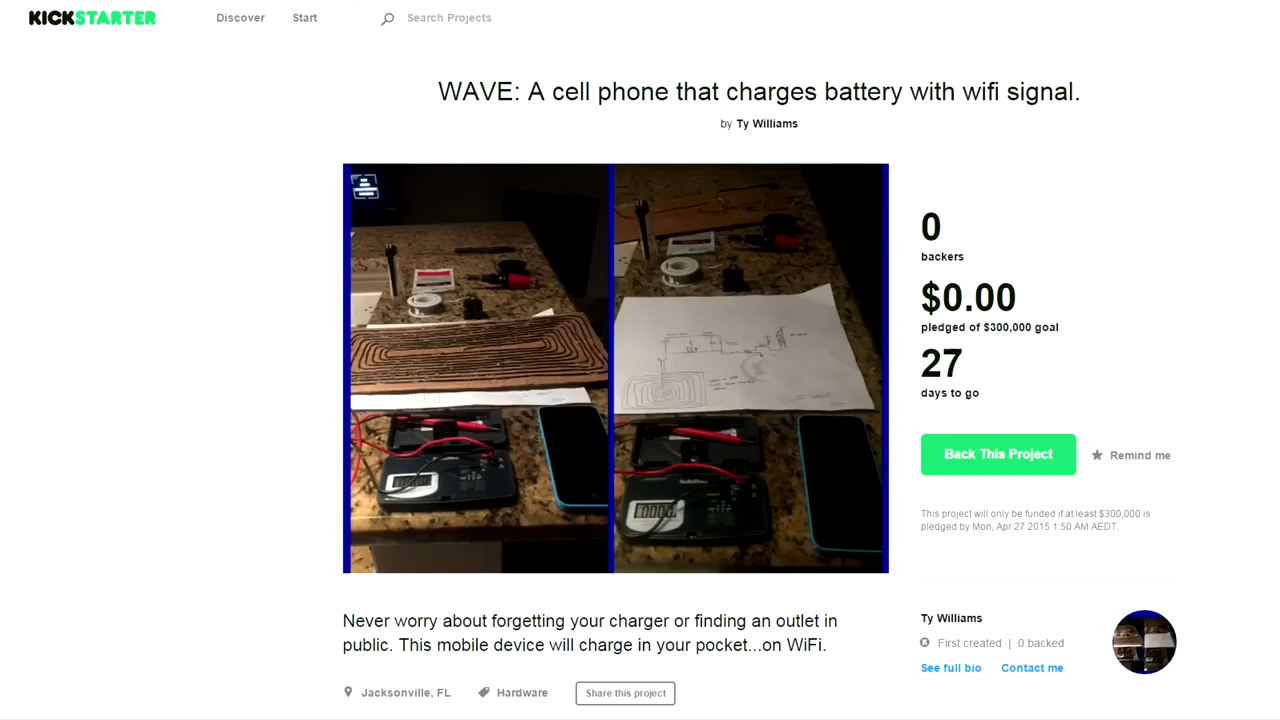 KICKSTARTER
Discover
Start
Search Projects
WAVE: A cell phone that charges battery with wifi signal.
by Ty Williams
0
backers
$0.00
pledged of $300,000 goal
27
days to go
Back This Project
Remind me
This project will only be funded if at least $300,000 is
pledged by Mon, Apr 27 2015 1:50 AM AEDT.
Never worry about forgetting your charger or finding an outlet in
public. This mobile device will charge in your pocket...on WiFi.
Jacksonville, FL
Hardware
Share this project
Ty Williams
First created | 0 backed
See full bio
Contact me